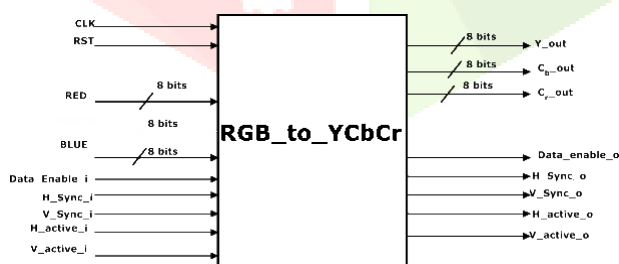 CLK
RST
8 bits
RED
8 bits
BLUE
8 bits
Data Enable i
H_Sync_i
V_Sync_i
H_active_i
V_active_i
RGB_to_YCbCr
8 bits
Y_out
8 bits
Cb_out
8 bits
Cr_out
Data_enable_o
H Sync o
V_Sync_o
H_active_o
V_active_o